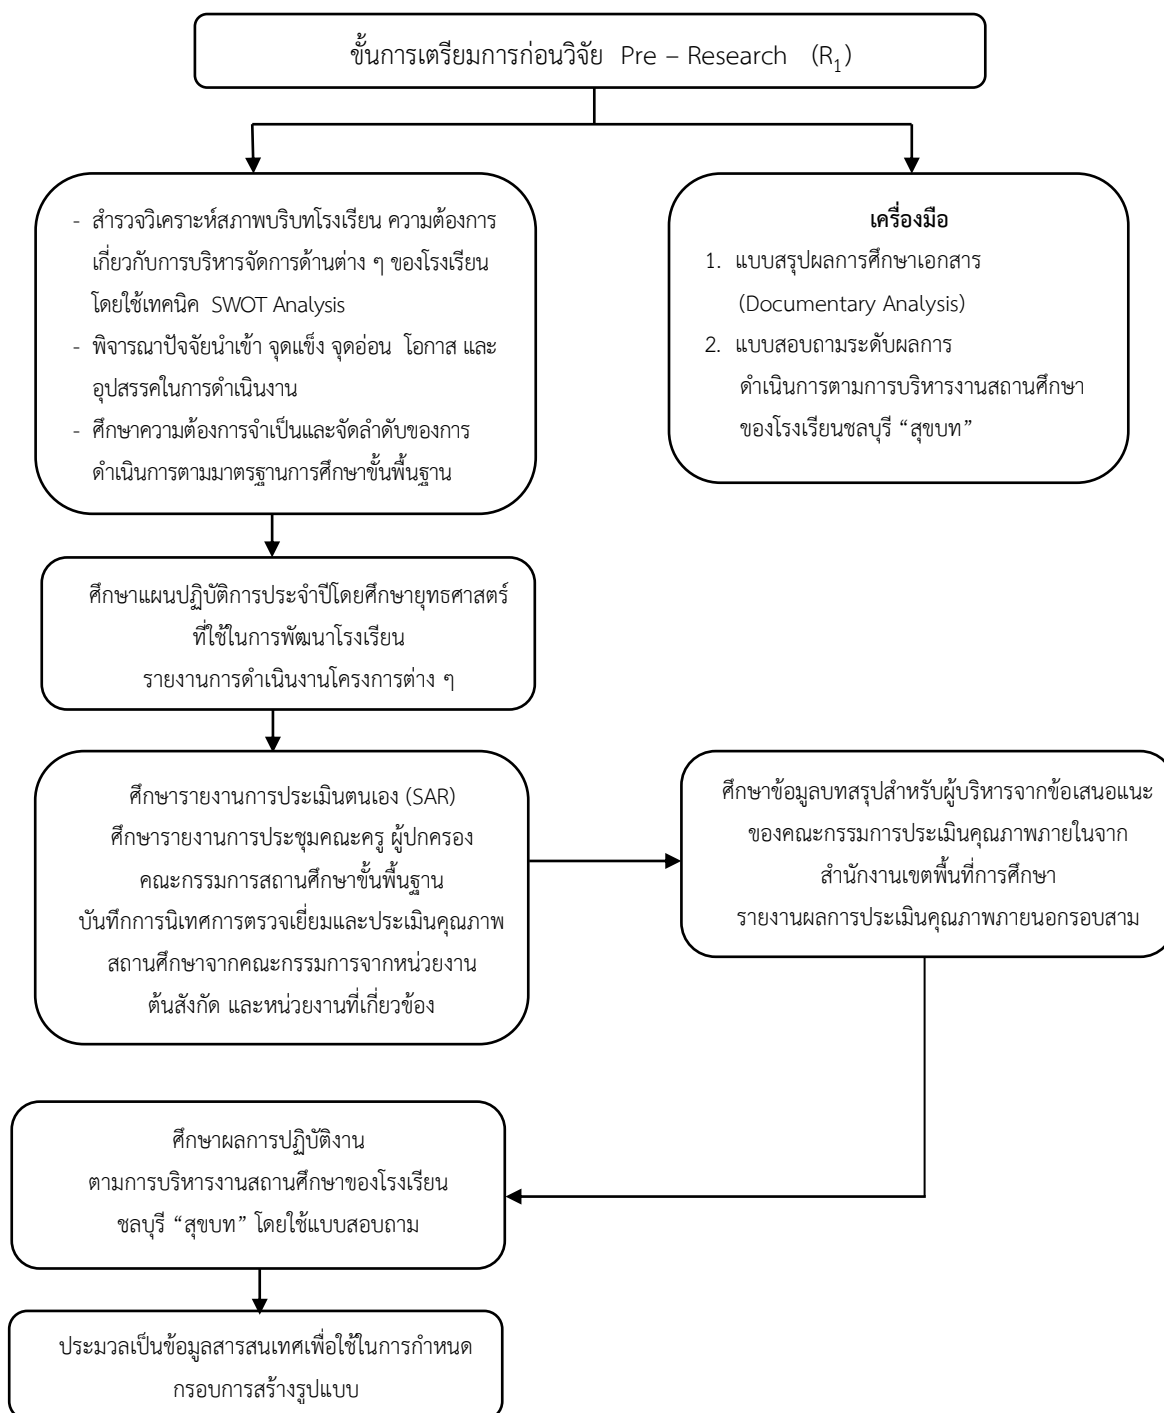 ขั้นการเตรียมการก่อนวิจัย Pre – Research (R₁)
- สำรวจวิเคราะห์สภาพบริบทโรงเรียน ความต้องการ
เกี่ยวกับการบริหารจัดการด้านต่าง ๆ ของโรงเรียน
โดยใช้เทคนิค SWOT Analysis
- พิจารณาปัจจัยนำเข้า จุดแข็ง จุดอ่อน โอกาส และ
อุปสรรคในการดำเนินงาน
- ศึกษาความต้องการจำเป็นและจัดลำดับของการ
ดำเนินการตามมาตรฐานการศึกษาขั้นพื้นฐาน
เครื่องมือ
1. แบบสรุปผลการศึกษาเอกสาร
(Documentary Analysis)
2. แบบสอบถามระดับผลการ
ดำเนินการตามการบริหารงานสถานศึกษา
ของโรงเรียนชลบุรี “สุขบท”
ศึกษาแผนปฏิบัติการประจำปีโดยศึกษายุทธศาสตร์
ที่ใช้ในการพัฒนาโรงเรียน
รายงานการดำเนินงานโครงการต่าง ๆ
ศึกษารายงานการประเมินตนเอง (SAR)
ศึกษารายงานการประชุมคณะครู ผู้ปกครอง
คณะกรรมการสถานศึกษาขั้นพื้นฐาน
บันทึกการนิเทศการตรวจเยี่ยมและประเมินคุณภาพ
สถานศึกษาจากคณะกรรมการจากหน่วยงาน
ต้นสังกัด และหน่วยงานที่เกี่ยวข้อง
ศึกษาข้อมูลบทสรุปสำหรับผู้บริหารจากข้อเสนอแนะ
ของคณะกรรมการประเมินคุณภาพภายในจาก
สำนักงานเขตพื้นที่การศึกษา
รายงานผลการประเมินคุณภาพภายนอกรอบสาม
ศึกษาผลการปฏิบัติงาน
ตามการบริหารงานสถานศึกษาของโรงเรียน
ชลบุรี “สุขบท” โดยใช้แบบสอบถาม
ประมวลเป็นข้อมูลสารสนเทศเพื่อใช้ในการกำหนด
กรอบการสร้างรูปแบบ